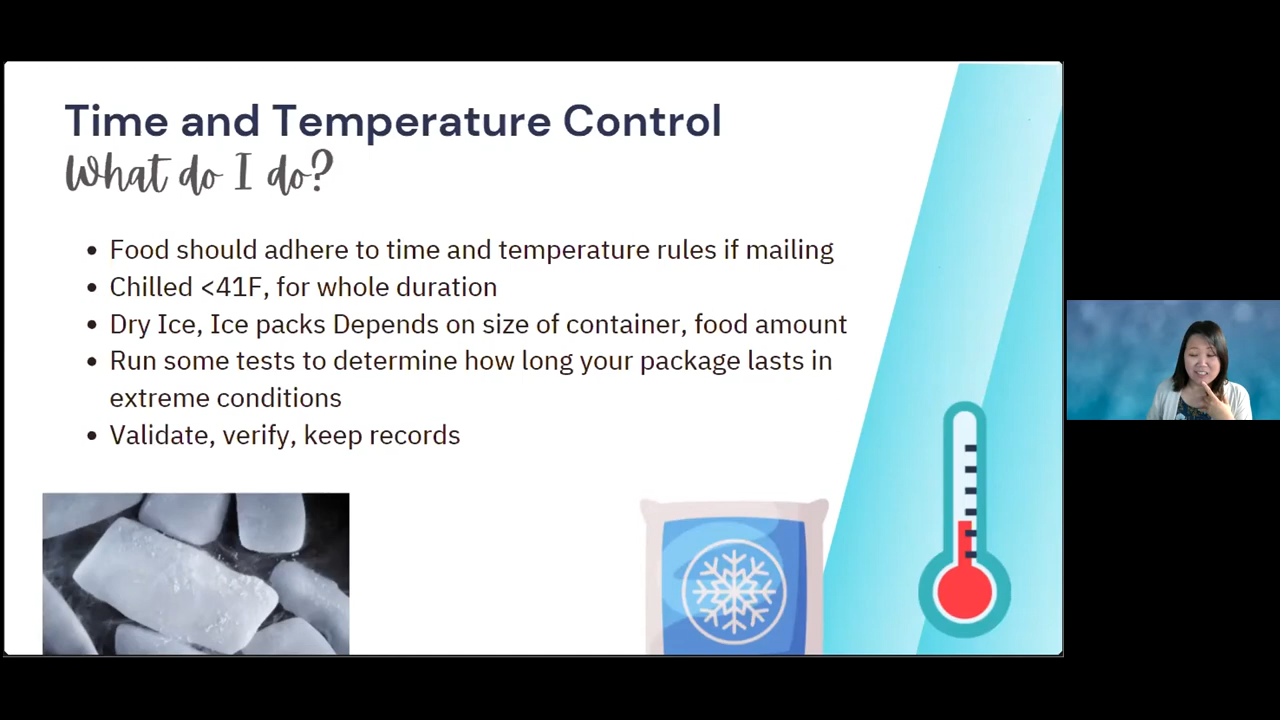 Time and Temperature Control
What do I do?
• Food should adhere to time and temperature rules if mailing
• Chilled <41F, for whole duration
• Dry Ice, Ice packs Depends on size of container, food amount
• Run some tests to determine how long your package lasts in
extreme conditions
• Validate, verify, keep records